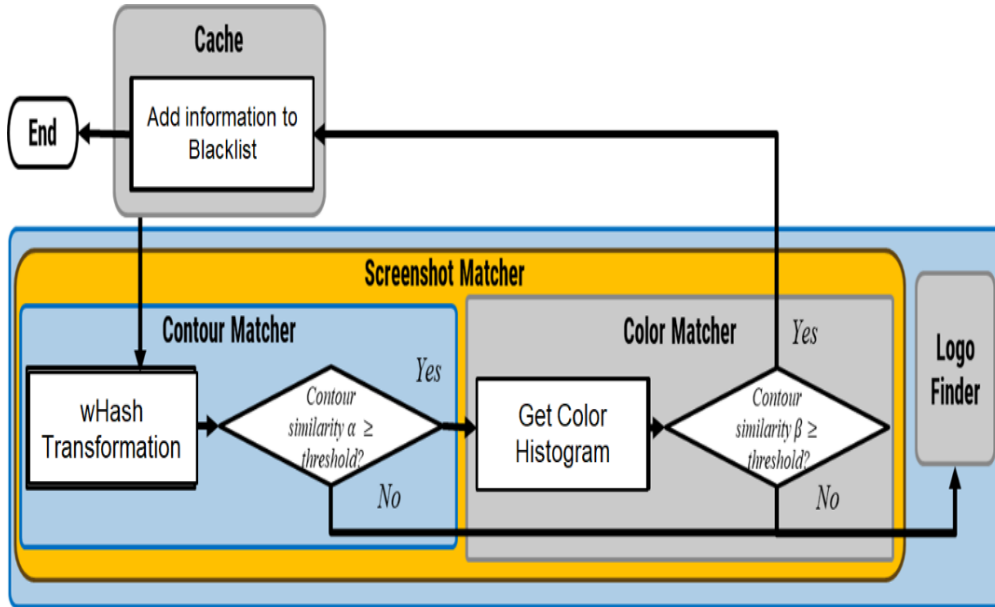 Cache
Add information to
Blacklist
End
Screenshot Matcher
Contour Matcher
Color Matcher
wHash
Transformation
Contour
similarity α ≥
threshold?
Yes
No
Get Color
Histogram
Contour
similarity β ≥
threshold?
Yes
No
Logo
Finder